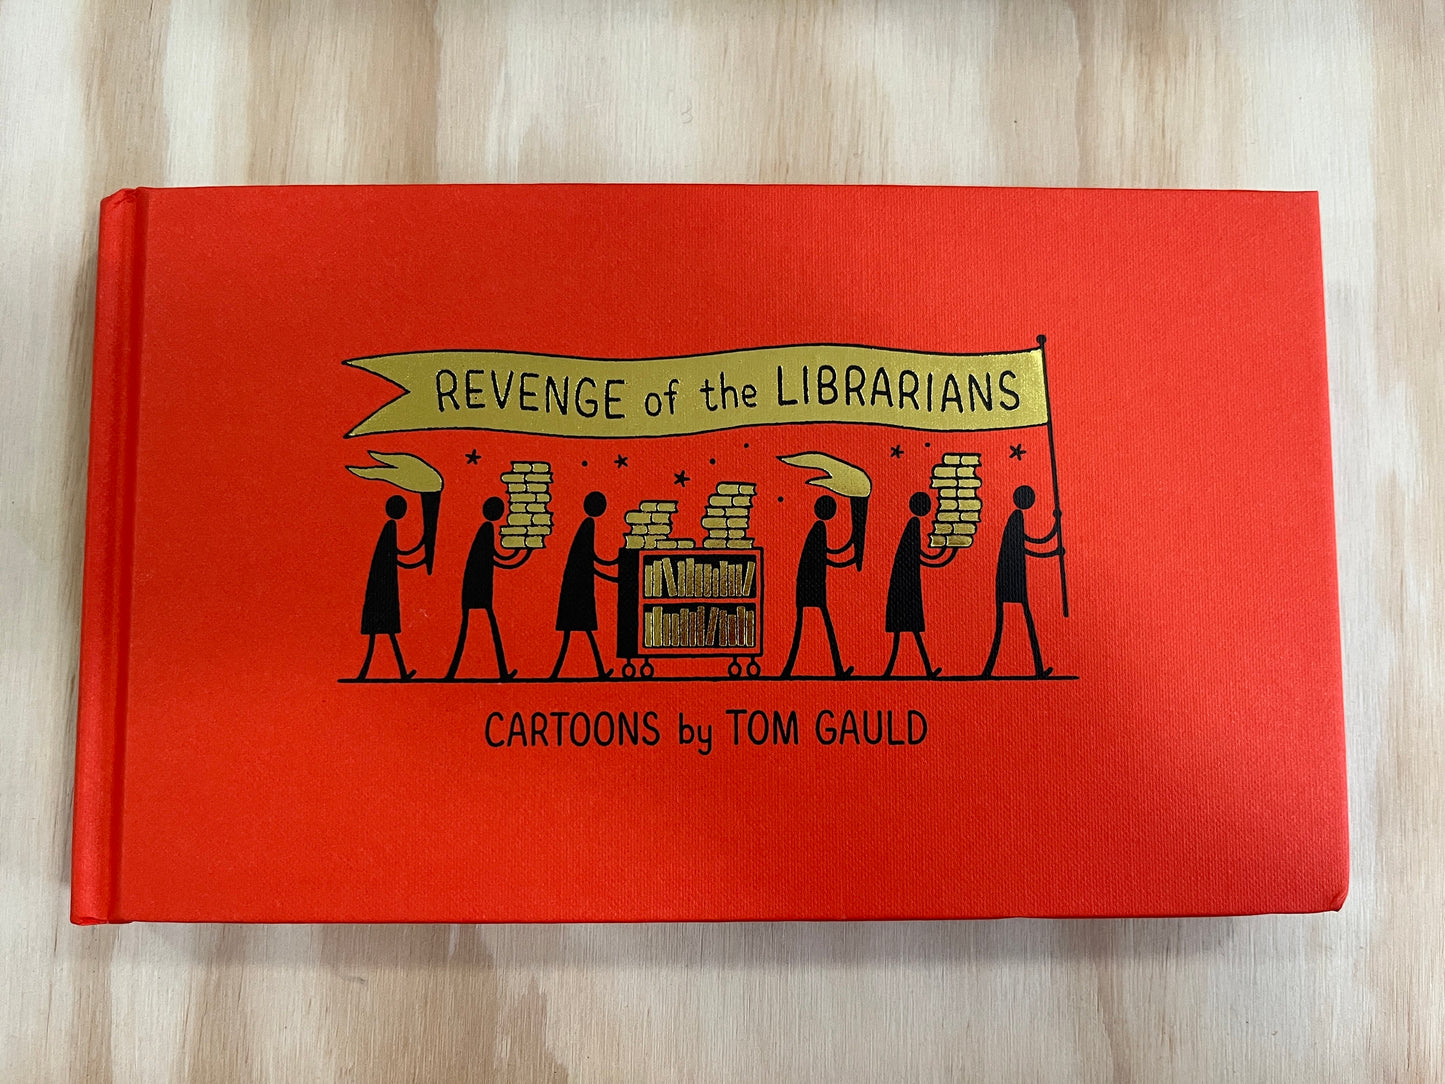 REVENGE of the LIBRARIANS
CARTOONS by TOM GAULD